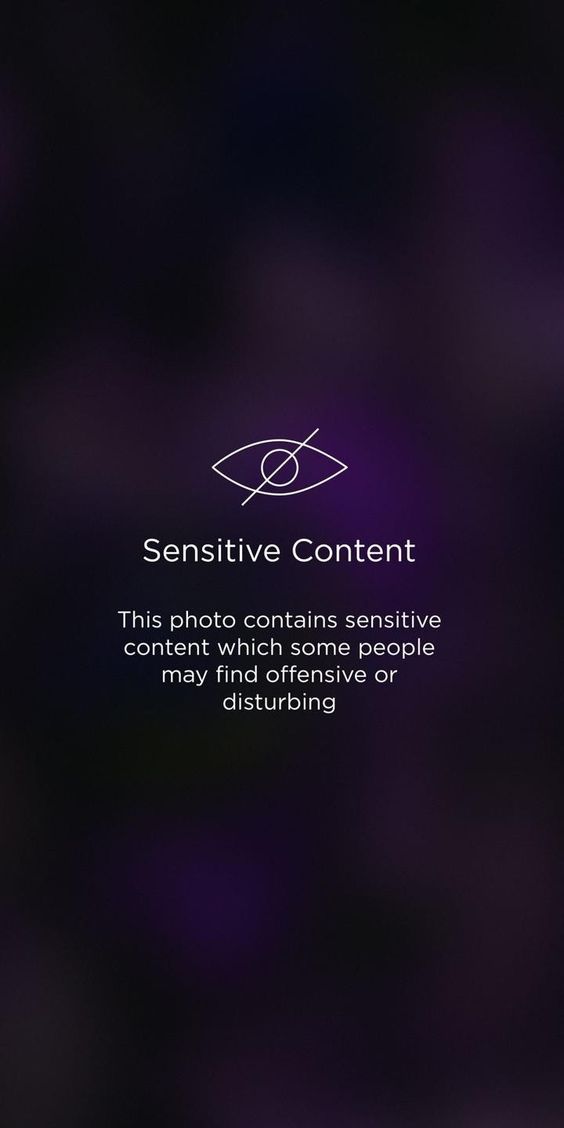 Sensitive Content
This photo contains sensitive
content which some people
may find offensive or
disturbing